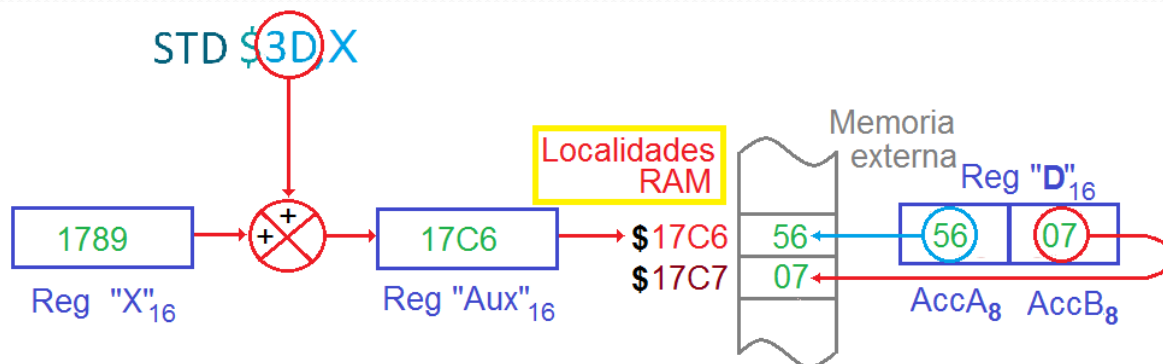 STD $3D,X
Localidades
RAM
Memoria
externa
Reg "D"16
+
+
1789
17C6
$17C6
56
56
07
$17C7
07
Reg "X"16
Reg "Aux"16
AccA8
AccB8